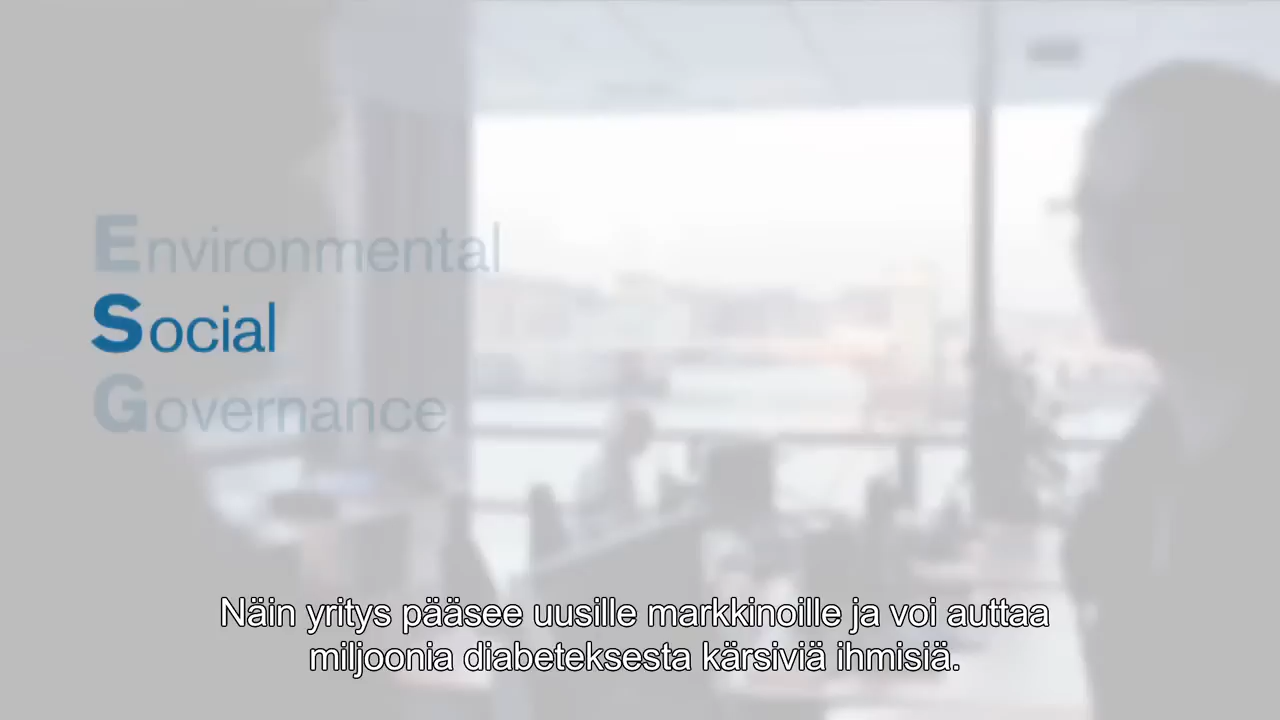 Environmental
Social
Governance
Näin yritys pääsee uusille markkinoille ja voi auttaa
miljoonia diabeteksesta kärsiviä ihmisiä.